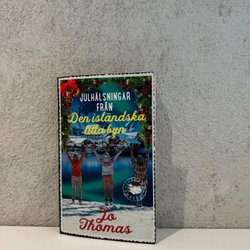 JULHÄLSNINGAR
FRÅN
Den isländska
lilla byn
Jo
Thomas